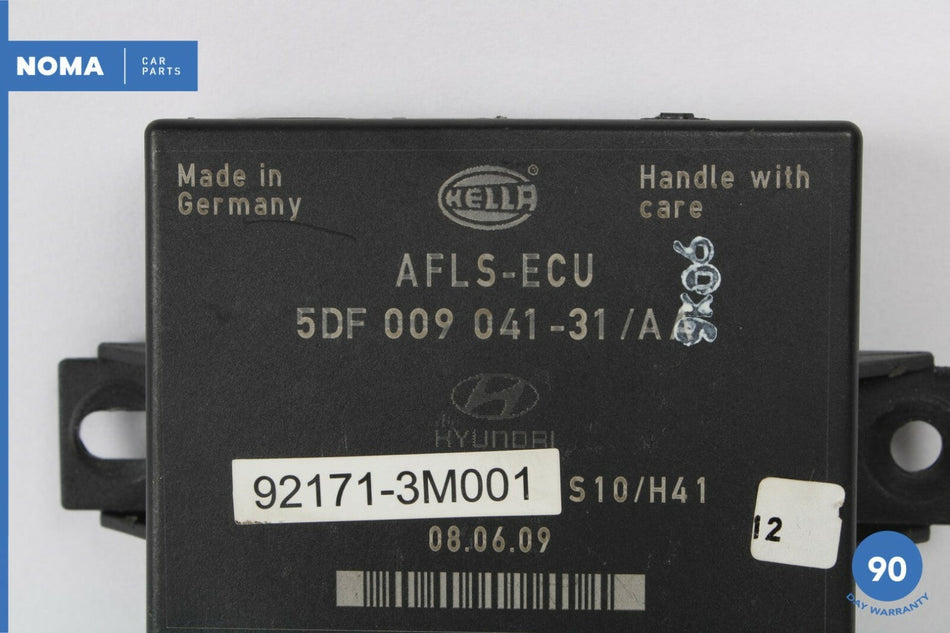 NOMA
CAR
PARTS
Made in
Germany
HELLA®
Handle with
care
AFLS-ECU
5DF 009 041-31/A
HYUNDAI
92171-3M001 S10/H41
08.06.09
12
90
DAY WARRANTY